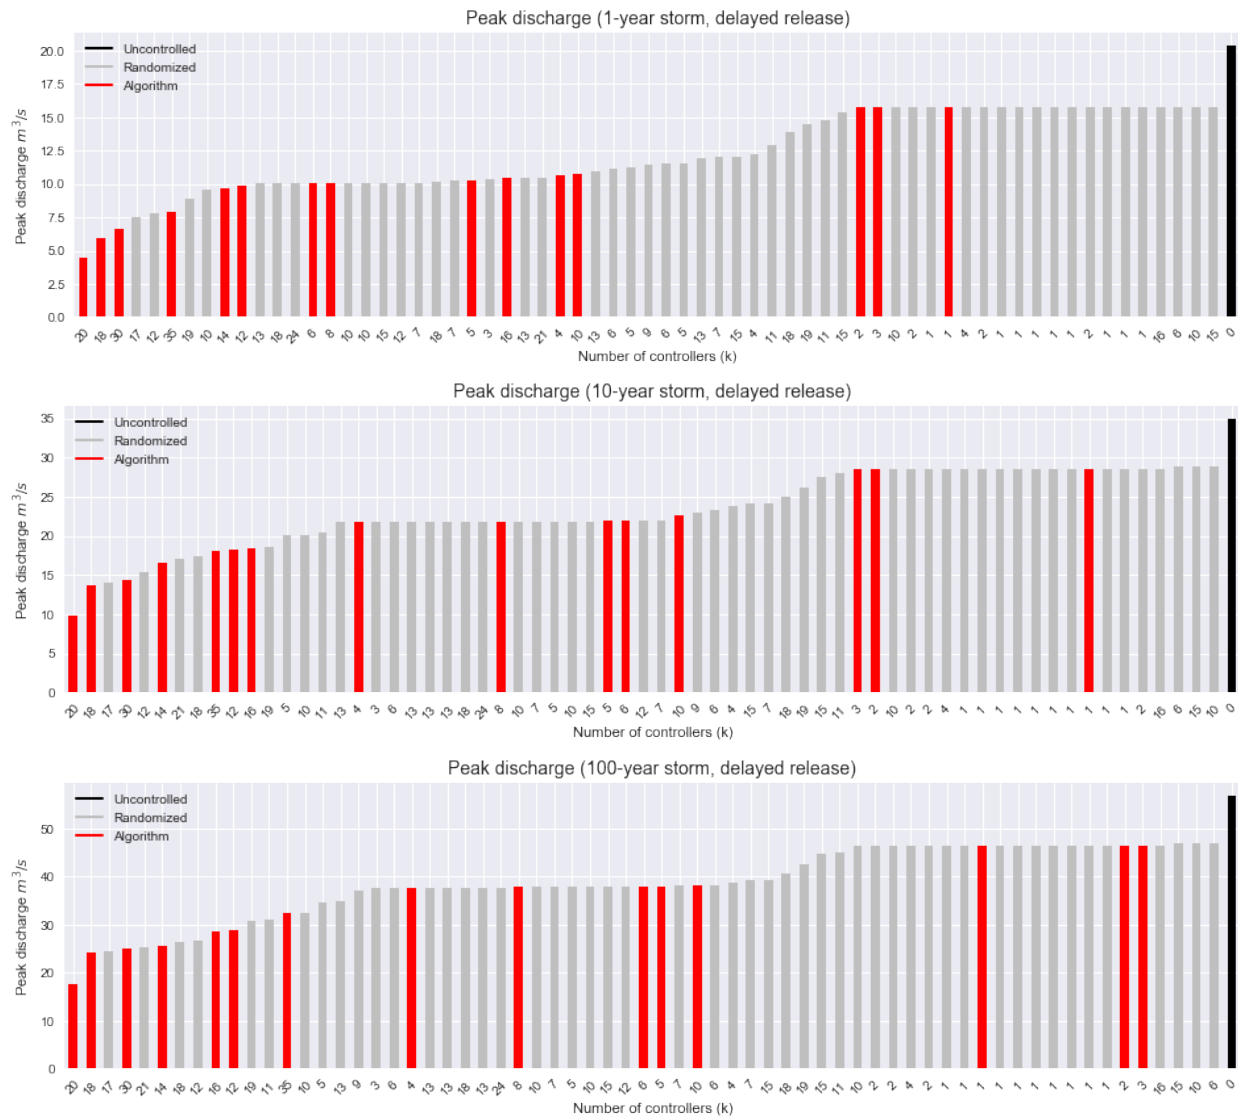 Peak discharge (1-year storm, delayed release)
Uncontrolled
Randomized
Algorithm
Peak discharge m^3/s
20.0
17.5
15.0
12.5
10.0
7.5
5.0
2.5
0.0
20 18 30 17 12 35 19 10 14 12 13 18 24 6 8 10 10 15 12 7 18 7 5 3 16 13 21 4 10 13 6 5 9 6 5 13 7 15 4 11 18 19 11 15 2 3 10 2 1 1 4 2 1 1 1 1 1 2 1 1 1 16 6 10 15 0
Number of controllers (k)
Peak discharge (10-year storm, delayed release)
Uncontrolled
Randomized
Algorithm
Peak discharge m^3/s
35
30
25
20
15
10
5
0
20 18 17 30 12 14 21 18 35 12 16 19 5 10 11 13 4 3 6 13 13 13 18 24 8 10 7 5 10 15 5 6 12 7 10 9 6 4 15 7 18 19 15 11 3 2 10 2 2 4 1 1 1 1 1 1 1 1 1 1 2 16 6 15 10 0
Number of controllers (k)
Peak discharge (100-year storm, delayed release)
Uncontrolled
Randomized
Algorithm
Peak discharge m^3/s
50
40
30
20
10
0
20 18 17 30 21 14 18 12 16 12 19 11 35 10 5 13 9 3 6 4 13 13 18 13 24 8 10 7 5 10 15 12 6 5 7 10 6 4 7 15 18 19 15 11 10 2 2 4 2 1 1 1 1 1 1 1 1 1 1 2 3 16 15 10 6 0
Number of controllers (k)